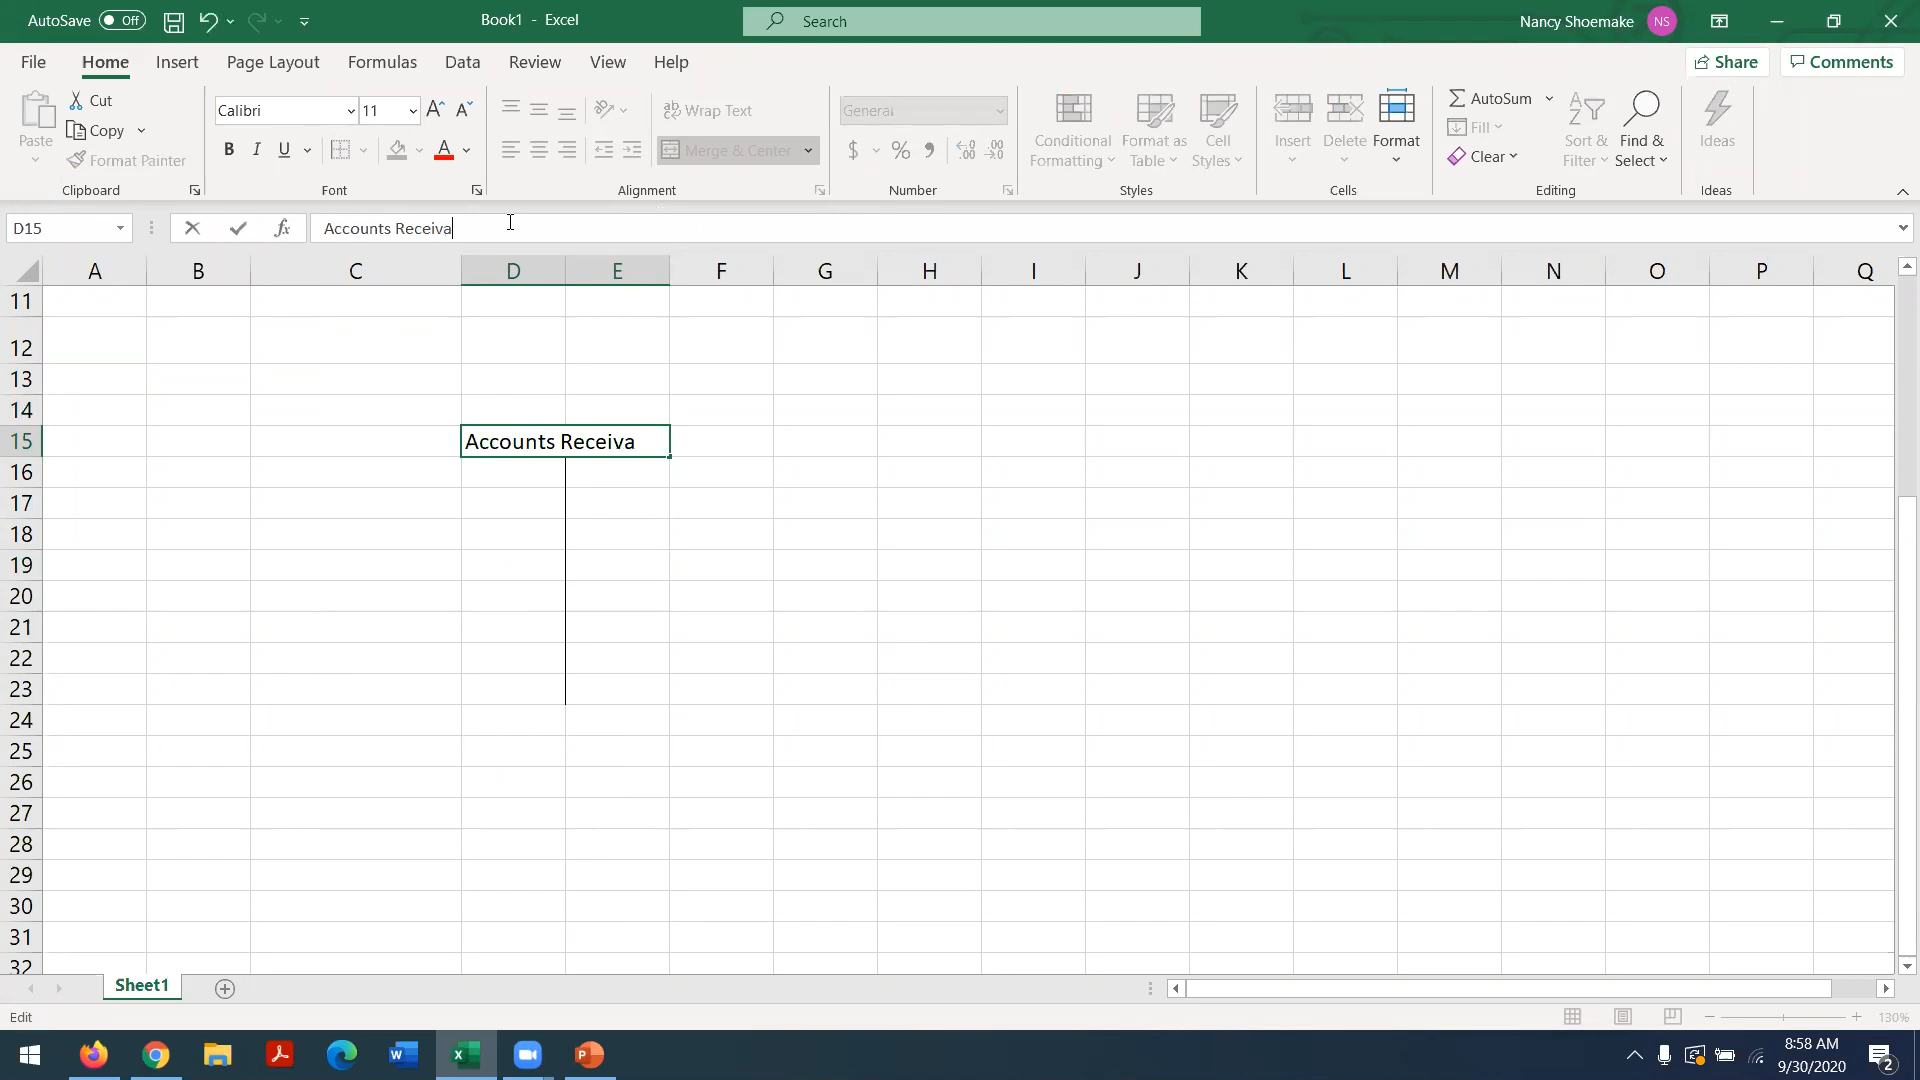 AutoSave Off Book1 - Excel Search Nancy Shoemake NS
File Home Insert Page Layout Formulas Data Review View Help Share Comments
Paste Cut Copy Format Painter
Calibri 11 B I U A
Wrap Text Merge & Center
General $ % 9
Conditional Formatting Format as Table Cell Styles
Insert Delete Format
AutoSum Fill Clear Sort & Filter Find & Select
Ideas
Clipboard Font Alignment Number Styles Cells Editing Ideas
D15 fx Accounts Receiva
A B C D E F G H I J K L M N O P Q
11
12
13
14
15 Accounts Receiva
16
17
18
19
20
21
22
23
24
25
26
27
28
29
30
31
32
Sheet1
Edit 130%
8:58 AM
9/30/2020 2